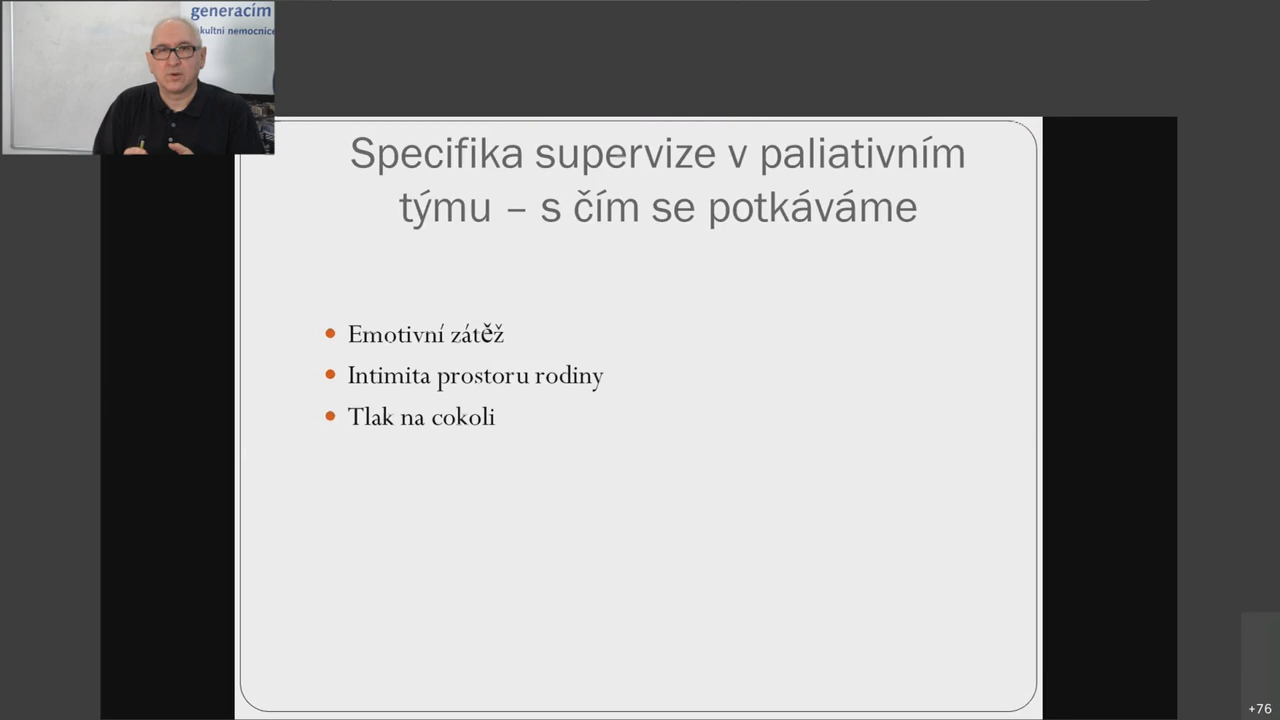 generacím
kultní nemocnice
Specifika supervize v paliativním
týmu – s čím se potkáváme
Emotivní zátěž
Intimita prostoru rodiny
Tlak na cokoli
+76